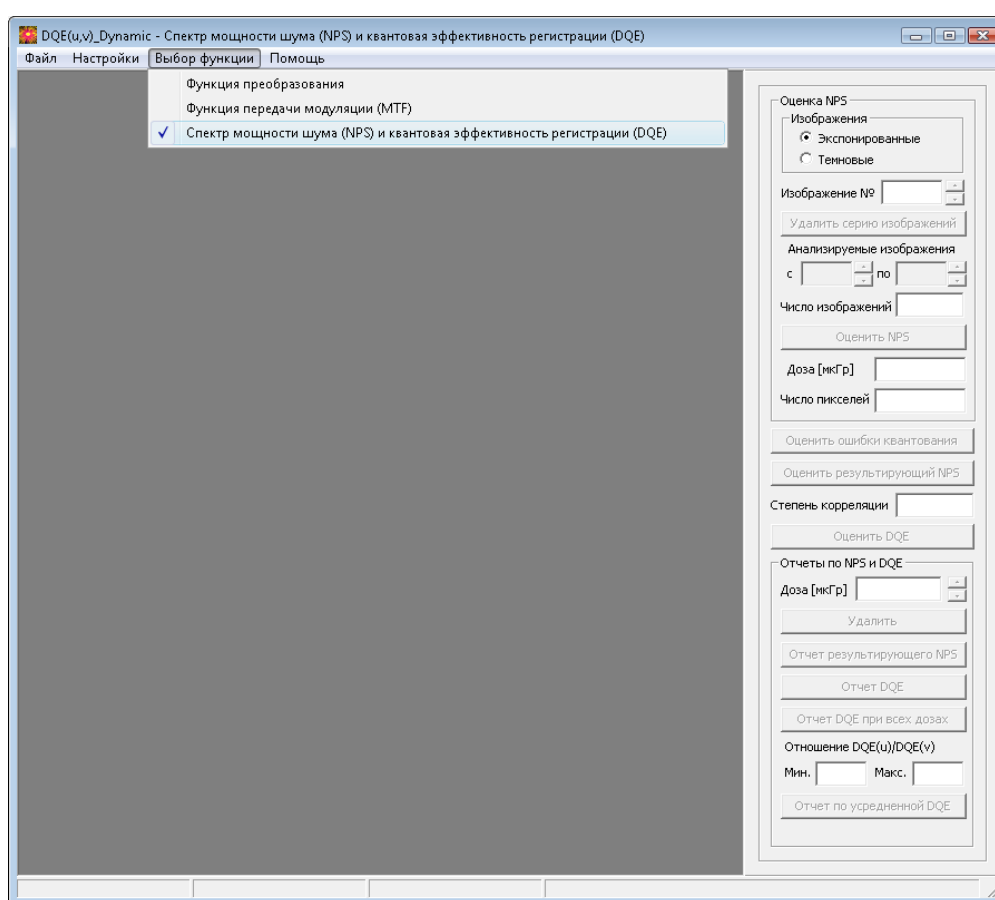 DQE(u,v)_Dynamic - Спектр мощности шума (NPS) и квантовая эффективность регистрации (DQE)
Файл Настройки Выбор функции Помощь
Функция преобразования
Функция передачи модуляции (MTF)
Спектр мощности шума (NPS) и квантовая эффективность регистрации (DQE)
Оценка NPS
Изображения
Экспонированные
Темновые
Изображение №
Удалить серию изображений
Анализируемые изображения
с по
Число изображений
Оценить NPS
Доза [мкГр]
Число пикселей
Оценить ошибки квантования
Оценить результирующий NPS
Степень корреляции
Оценить DQE
Отчеты по NPS и DQE
Доза [мкГр]
Удалить
Отчет результирующего NPS
Отчет DQE
Отчет DQE при всех дозах
Отношение DQE(u)/DQE(v)
Мин. Макс.
Отчет по усредненной DQE